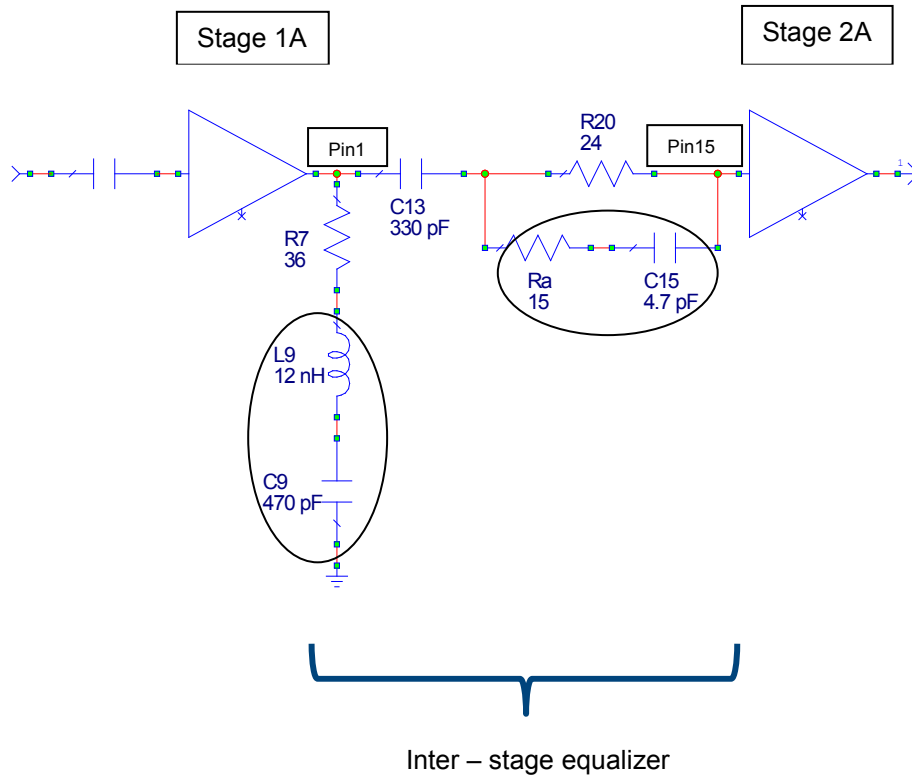 Stage 1A
Stage 2A
Pin1
R20
24
Pin15
1
C13
330 pF
R7
36
Ra
15
C15
4.7 pF
L9
12 nH
C9
470 pF
Inter – stage equalizer